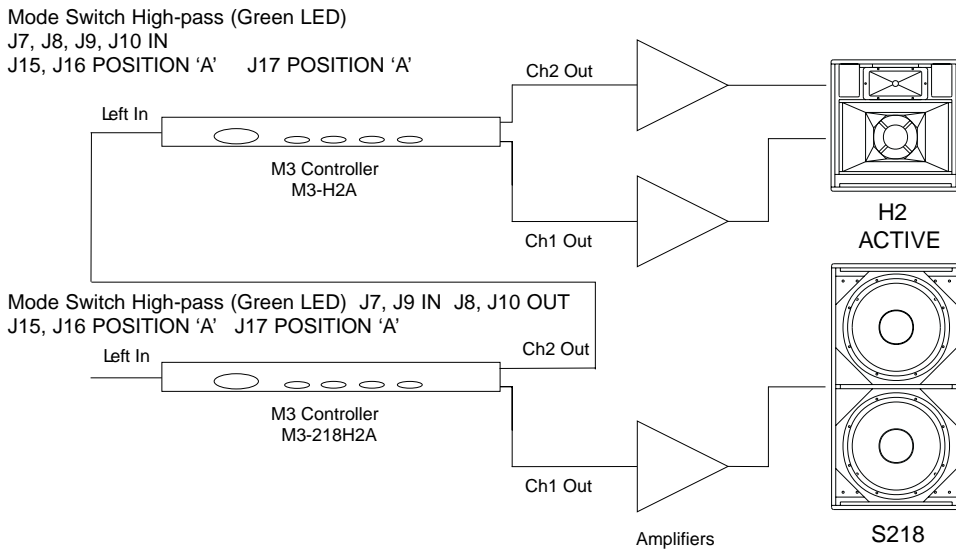 Mode Switch High-pass (Green LED)
J7, J8, J9, J10 IN
J15, J16 POSITION ‘A’ J17 POSITION ‘A’
Left In
Ch2 Out
M3 Controller
M3-H2A
Ch1 Out
H2
ACTIVE
Mode Switch High-pass (Green LED) J7, J9 IN J8, J10 OUT
J15, J16 POSITION ‘A’ J17 POSITION ‘A’
Left In
Ch2 Out
M3 Controller
M3-218H2A
Ch1 Out
Amplifiers
S218